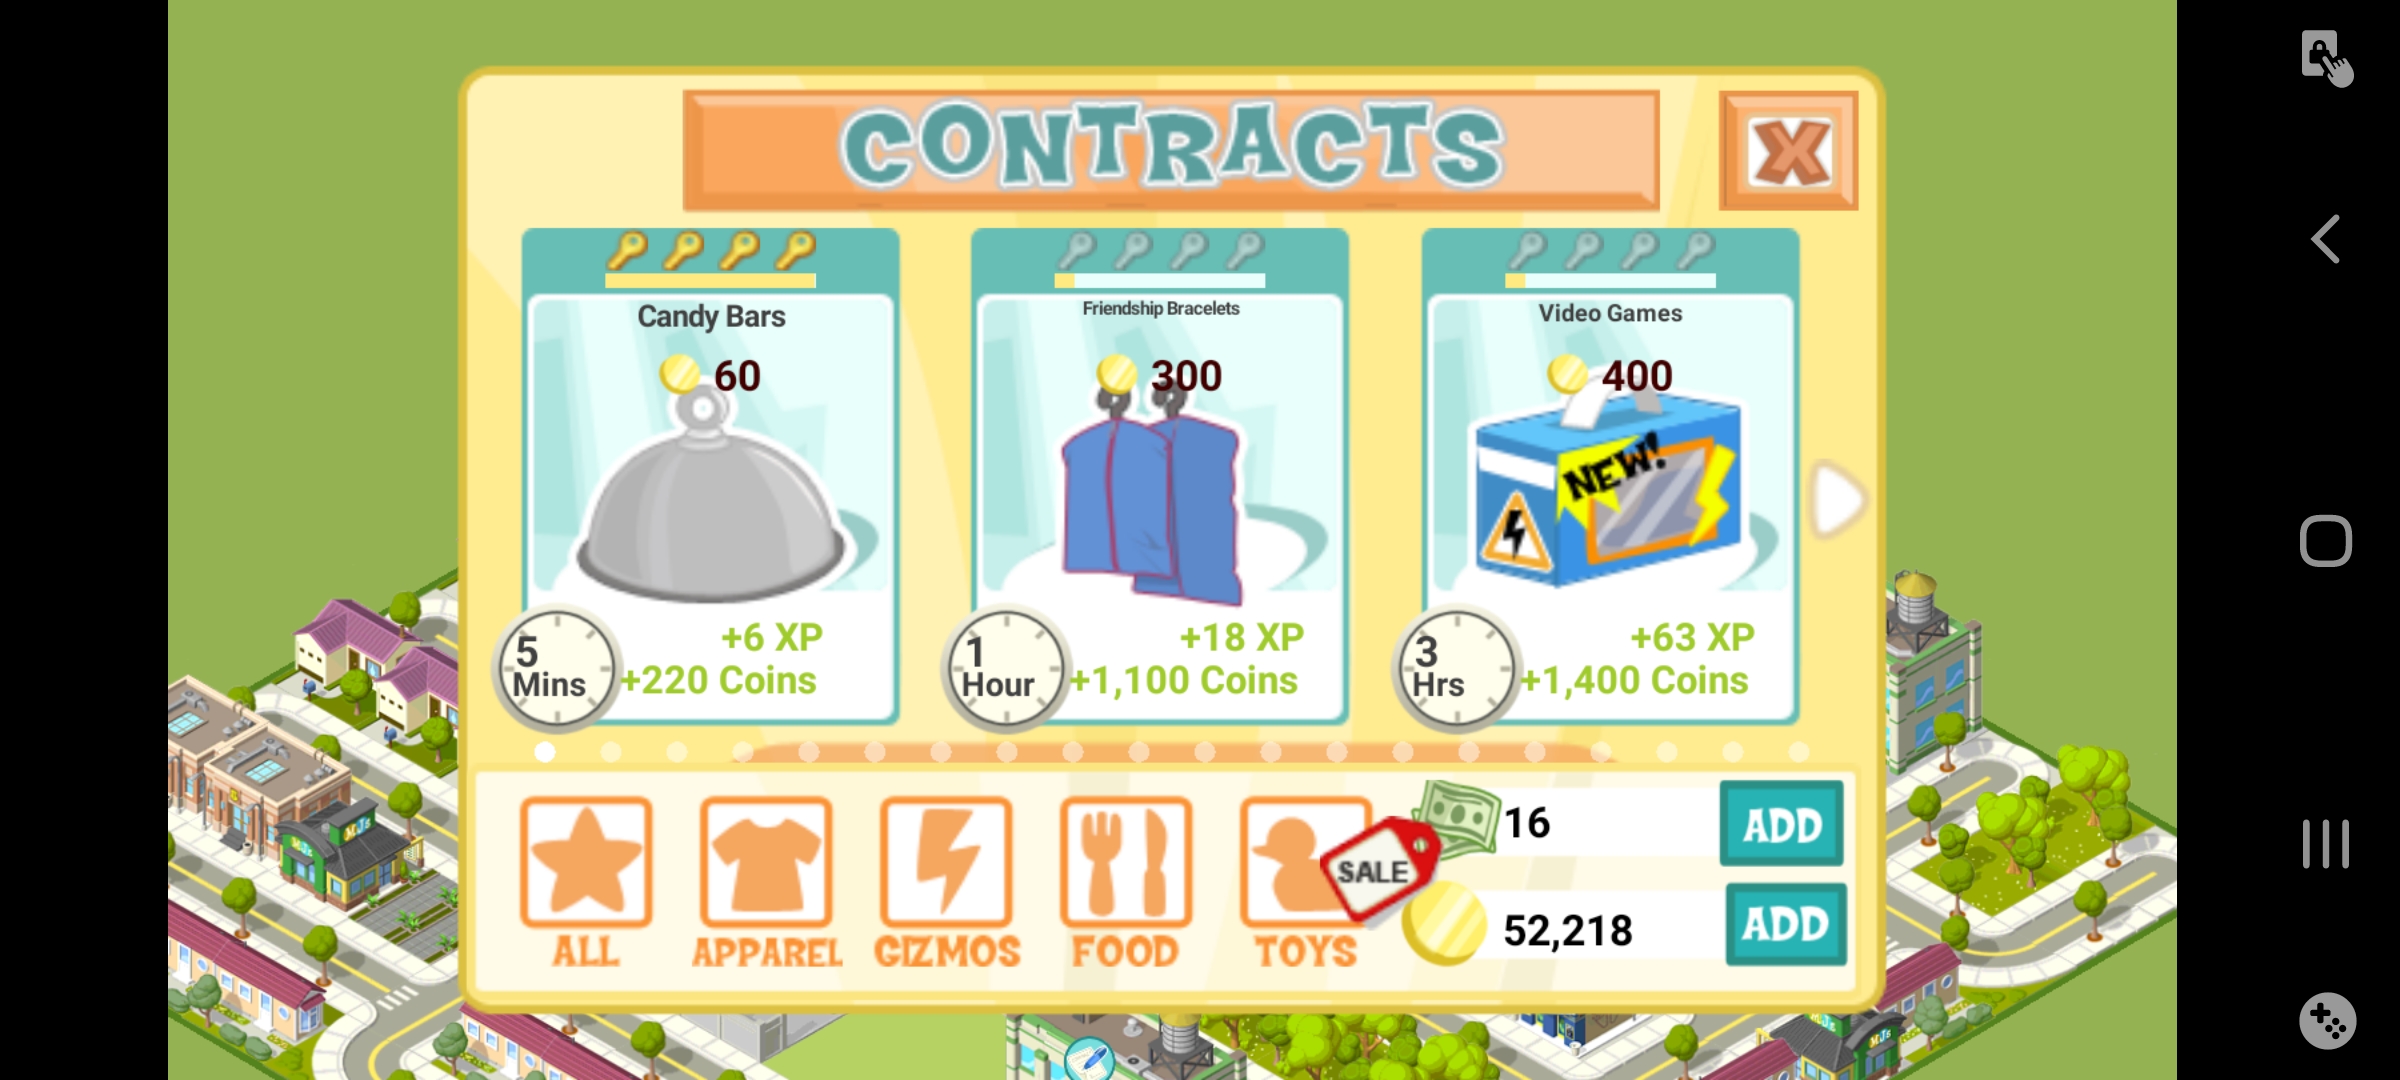 CONTRACTS
X
Candy Bars
60
5
Mins
+6 XP
+220 Coins
Friendship Bracelets
300
1
Hour
+18 XP
+1,100 Coins
Video Games
400
NEW!
3
Hrs
+63 XP
+1,400 Coins
ALL
APPAREL
GIZMOS
FOOD
TOYS
SALE
16
ADD
52,218
ADD
MJs